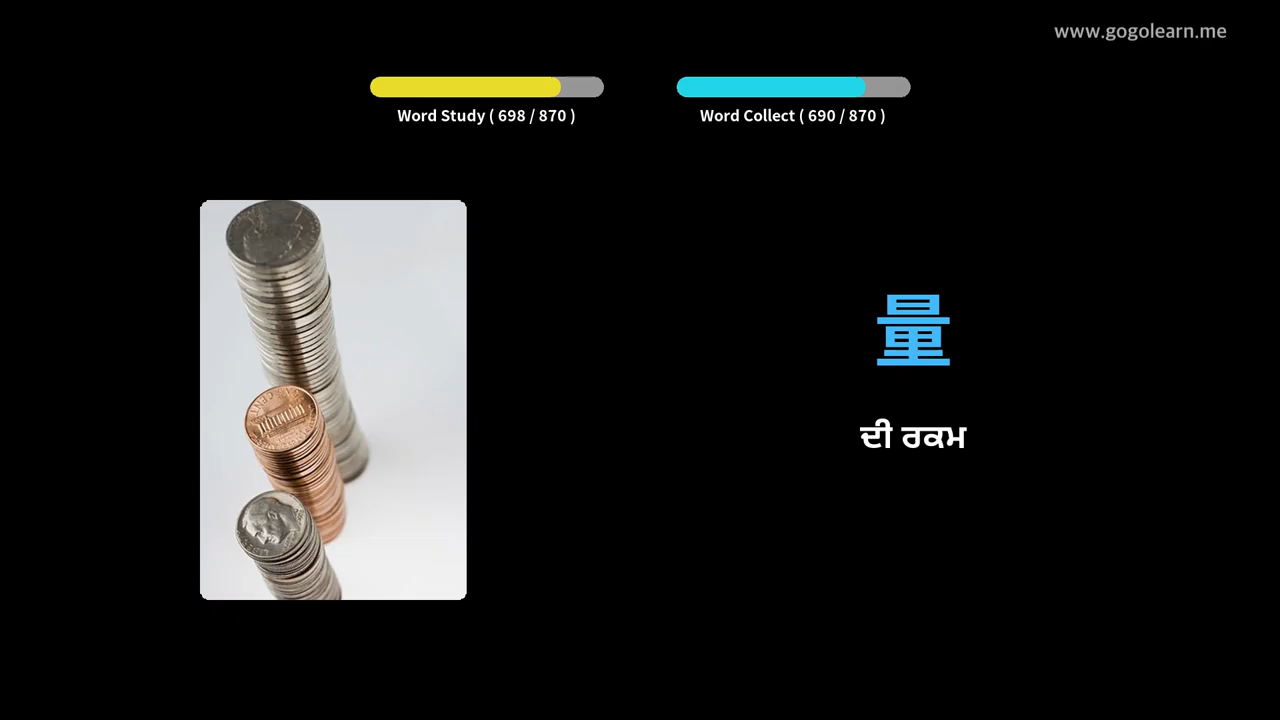 www.gogolearn.me
Word Study ( 698 / 870 )
Word Collect ( 690 / 870 )
量
ਦੀ ਰਕਮ